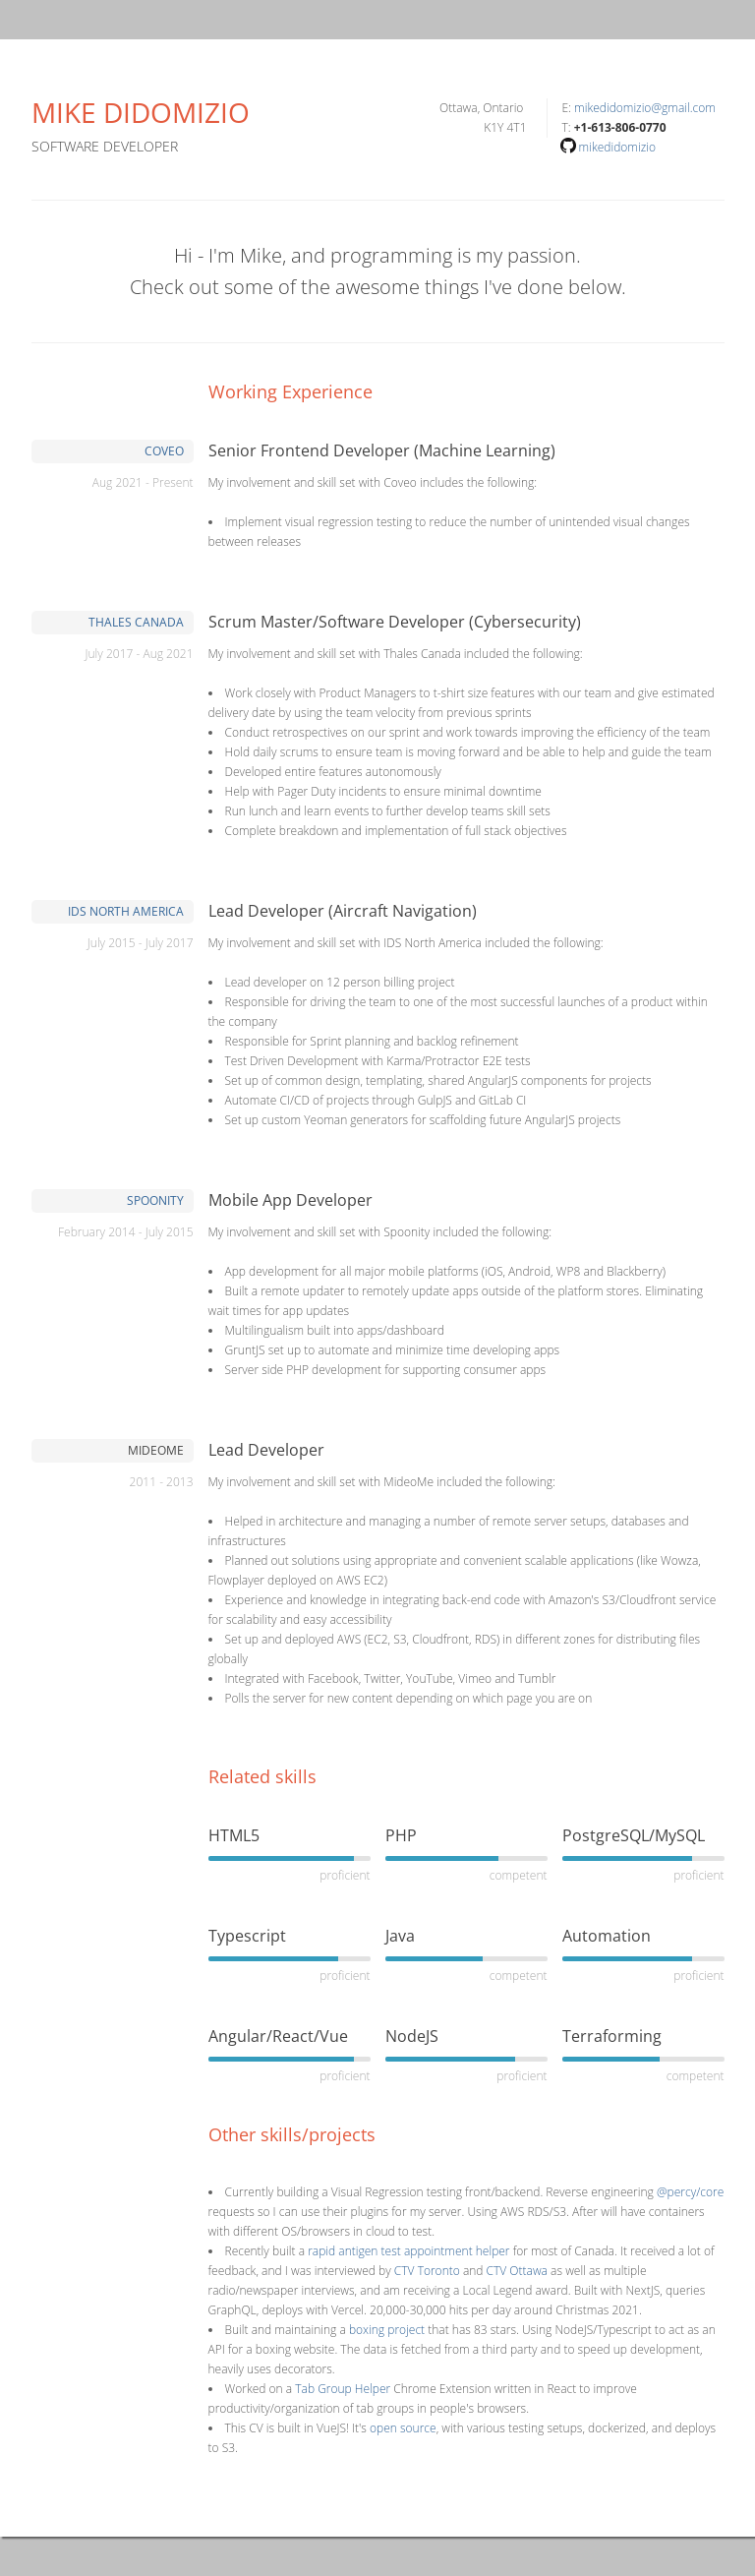 MIKE DIDOMIZIO
SOFTWARE DEVELOPER
Ottawa, Ontario
K1Y 4T1
E: mikedidomizio@gmail.com
T: +1-613-806-0770
mikedidomizio
Hi - I'm Mike, and programming is my passion.
Check out some of the awesome things I've done below.
Working Experience
COVEO
Aug 2021 - Present
Senior Frontend Developer (Machine Learning)
My involvement and skill set with Coveo includes the following:
• Implement visual regression testing to reduce the number of unintended visual changes
between releases
THALES CANADA
July 2017 - Aug 2021
Scrum Master/Software Developer (Cybersecurity)
My involvement and skill set with Thales Canada included the following:
• Work closely with Product Managers to t-shirt size features with our team and give estimated
delivery date by using the team velocity from previous sprints
• Conduct retrospectives on our sprint and work towards improving the efficiency of the team
• Hold daily scrums to ensure team is moving forward and be able to help and guide the team
• Developed entire features autonomously
• Help with Pager Duty incidents to ensure minimal downtime
• Run lunch and learn events to further develop teams skill sets
• Complete breakdown and implementation of full stack objectives
IDS NORTH AMERICA
July 2015 - July 2017
Lead Developer (Aircraft Navigation)
My involvement and skill set with IDS North America included the following:
• Lead developer on 12 person billing project
• Responsible for driving the team to one of the most successful launches of a product within
the company
• Responsible for Sprint planning and backlog refinement
• Test Driven Development with Karma/Protractor E2E tests
• Set up of common design, templating, shared AngularJS components for projects
• Automate CI/CD of projects through GulpJS and GitLab CI
• Set up custom Yeoman generators for scaffolding future AngularJS projects
SPOONITY
February 2014 - July 2015
Mobile App Developer
My involvement and skill set with Spoonity included the following:
• App development for all major mobile platforms (iOS, Android, WP8 and Blackberry)
• Built a remote updater to remotely update apps outside of the platform stores. Eliminating
wait times for app updates
• Multilingualism built into apps/dashboard
• GruntJS set up to automate and minimize time developing apps
• Server side PHP development for supporting consumer apps
MIDEOME
2011 - 2013
Lead Developer
My involvement and skill set with MideoMe included the following:
• Helped in architecture and managing a number of remote server setups, databases and
infrastructures
• Planned out solutions using appropriate and convenient scalable applications (like Wowza,
Flowplayer deployed on AWS EC2)
• Experience and knowledge in integrating back-end code with Amazon's S3/Cloudfront service
for scalability and easy accessibility
• Set up and deployed AWS (EC2, S3, Cloudfront, RDS) in different zones for distributing files
globally
• Integrated with Facebook, Twitter, YouTube, Vimeo and Tumblr
• Polls the server for new content depending on which page you are on
Related skills
HTML5
proficient
PHP
competent
PostgreSQL/MySQL
proficient
Typescript
proficient
Java
competent
Automation
proficient
Angular/React/Vue
proficient
NodeJS
proficient
Terraforming
competent
Other skills/projects
• Currently building a Visual Regression testing front/backend. Reverse engineering @percy/core
requests so I can use their plugins for my server. Using AWS RDS/S3. After will have containers
with different OS/browsers in cloud to test.
• Recently built a rapid antigen test appointment helper for most of Canada. It received a lot of
feedback, and I was interviewed by CTV Toronto and CTV Ottawa as well as multiple
radio/newspaper interviews, and am receiving a Local Legend award. Built with NextJS, queries
GraphQL, deploys with Vercel. 20,000-30,000 hits per day around Christmas 2021.
• Built and maintaining a boxing project that has 83 stars. Using NodeJS/Typescript to act as an
API for a boxing website. The data is fetched from a third party and to speed up development,
heavily uses decorators.
• Worked on a Tab Group Helper Chrome Extension written in React to improve
productivity/organization of tab groups in people's browsers.
• This CV is built in VueJS! It's open source, with various testing setups, dockerized, and deploys
to S3.